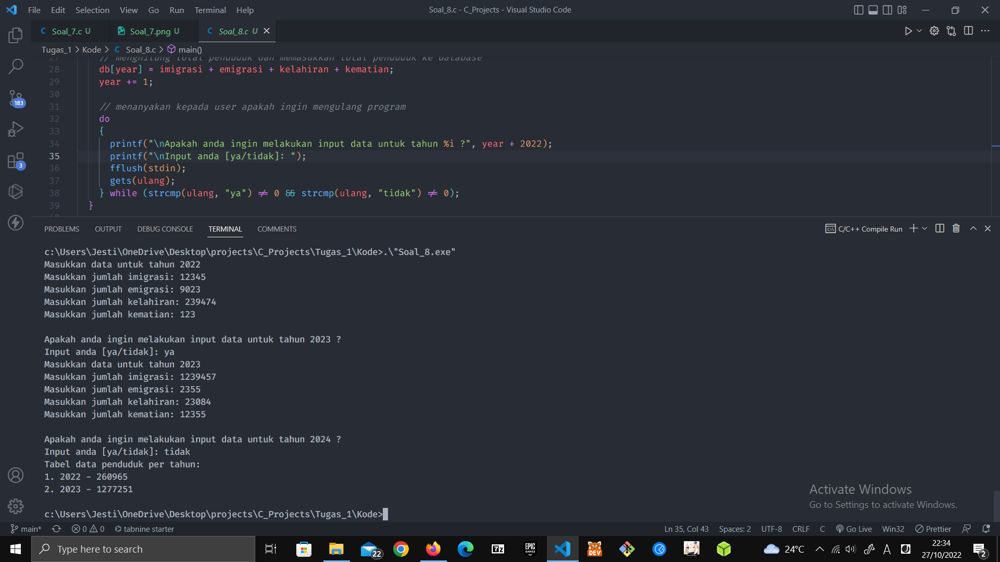 File Edit Selection View Go Run Terminal Help Soal_8.c - C_Projects - Visual Studio Code
C Soal_7.c U Soal_7.png U C Soal_8.c U
Tugas_1 > Kode > C Soal_8.c > main()
27 // menghitung total penduduk dan memasukkan total penduduk ke database
28 db[year] = imigrasi + emigrasi + kelahiran + kematian;
29 year += 1;
30
31 // menanyakan kepada user apakah ingin mengulang program
32 do
33 {
34 printf("\nApakah anda ingin melakukan input data untuk tahun %i ?", year + 2022);
35 printf("\nInput anda [ya/tidak]: ");
36 fflush(stdin);
37 gets(ulang);
38 } while (strcmp(ulang, "ya") != 0 && strcmp(ulang, "tidak") != 0);
39 }
183
3
PROBLEMS OUTPUT DEBUG CONSOLE TERMINAL COMMENTS C/C++ Compile Run
c:\Users\Jesti\OneDrive\Desktop\projects\C_Projects\Tugas_1\Kode>.\"Soal_8.exe"
Masukkan data untuk tahun 2022
Masukkan jumlah imigrasi: 12345
Masukkan jumlah emigrasi: 9023
Masukkan jumlah kelahiran: 239474
Masukkan jumlah kematian: 123
Apakah anda ingin melakukan input data untuk tahun 2023 ?
Input anda [ya/tidak]: ya
Masukkan data untuk tahun 2023
Masukkan jumlah imigrasi: 1239457
Masukkan jumlah emigrasi: 2355
Masukkan jumlah kelahiran: 23084
Masukkan jumlah kematian: 12355
Apakah anda ingin melakukan input data untuk tahun 2024 ?
Input anda [ya/tidak]: tidak
Tabel data penduduk per tahun:
1. 2022 - 260965
2. 2023 - 1277251
c:\Users\Jesti\OneDrive\Desktop\projects\C_Projects\Tugas_1\Kode>
Activate Windows
Go to Settings to activate Windows.
main* 0 0 tabnine starter Ln 35, Col 43 Spaces: 2 UTF-8 CRLF C Go Live Win32 Prettier
Type here to search 22 7z EPIC GAMES DEV 24°C A 22:34
27/10/2022 2